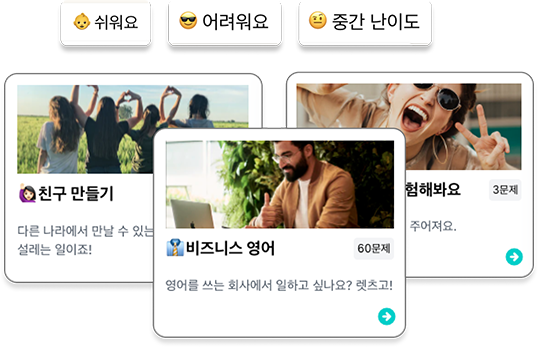 👶 쉬워요
😎 어려워요
🤨 중간 난이도
🙋🏻‍♀️친구 만들기
다른 나라에서 만날 수 있는
설레는 일이죠!
험해봐요
3문제
주어져요.
👔비즈니스 영어
60문제
영어를 쓰는 회사에서 일하고 싶나요? 렛츠고!